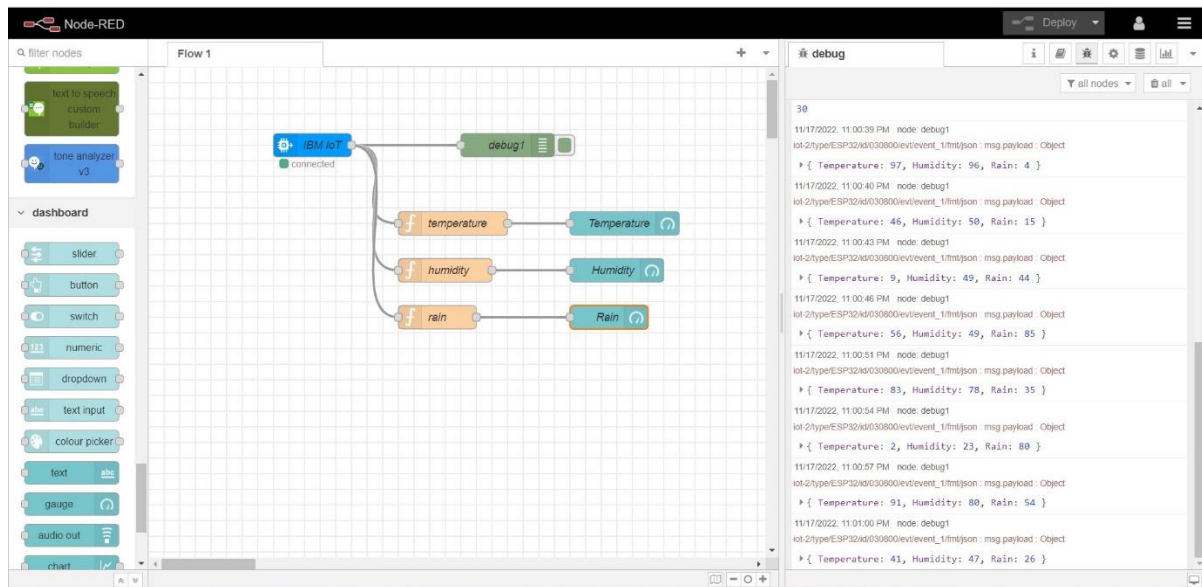 Node-RED
Deploy
filter nodes
Flow 1
debug
all nodes
all
text to speech
custom
builder
tone analyzer
v3
dashboard
slider
button
switch
123
numeric
dropdown
abc
text input
colour picker
text
abc
gauge
audio out
chart
IBM IoT
connected
debug1
f
temperature
Temperature
f
humidity
Humidity
f
rain
Rain
30
11/17/2022, 11:00:39 PM node: debug1
iot-2/type/ESP32/id/030800/evt/event_1/fmt/json : msg.payload : Object
{ Temperature: 97, Humidity: 96, Rain: 4 }
11/17/2022, 11:00:40 PM node: debug1
iot-2/type/ESP32/id/030800/evt/event_1/fmt/json : msg.payload : Object
{ Temperature: 46, Humidity: 50, Rain: 15 }
11/17/2022, 11:00:43 PM node: debug1
iot-2/type/ESP32/id/030800/evt/event_1/fmt/json : msg.payload : Object
{ Temperature: 9, Humidity: 49, Rain: 44 }
11/17/2022, 11:00:46 PM node: debug1
iot-2/type/ESP32/id/030800/evt/event_1/fmt/json : msg.payload : Object
{ Temperature: 56, Humidity: 49, Rain: 85 }
11/17/2022, 11:00:51 PM node: debug1
iot-2/type/ESP32/id/030800/evt/event_1/fmt/json : msg.payload : Object
{ Temperature: 83, Humidity: 78, Rain: 35 }
11/17/2022, 11:00:54 PM node: debug1
iot-2/type/ESP32/id/030800/evt/event_1/fmt/json : msg.payload : Object
{ Temperature: 2, Humidity: 23, Rain: 80 }
11/17/2022, 11:00:57 PM node: debug1
iot-2/type/ESP32/id/030800/evt/event_1/fmt/json : msg.payload : Object
{ Temperature: 91, Humidity: 80, Rain: 54 }
11/17/2022, 11:01:00 PM node: debug1
iot-2/type/ESP32/id/030800/evt/event_1/fmt/json : msg.payload : Object
{ Temperature: 41, Humidity: 47, Rain: 26 }